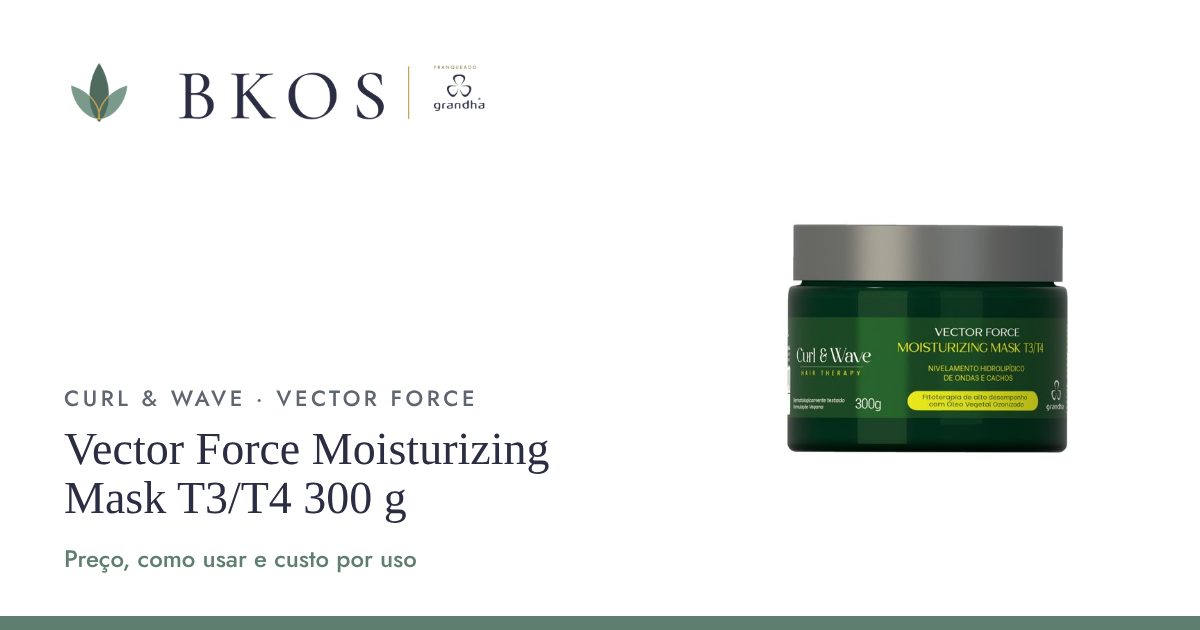 BKOS
FRANQUEADO
grandha
CURL & WAVE · VECTOR FORCE
Vector Force Moisturizing
Mask T3/T4 300 g
Preço, como usar e custo por uso
VECTOR FORCE
MOISTURIZING MASK T3/T4
Curl & Wave
HAIR THERAPY
NIVELAMENTO HIDROLIPÍDICO
DE ONDAS E CACHOS
Fitoterapia de alto desempenho
com Óleo Vegetal Ozonizado
300g